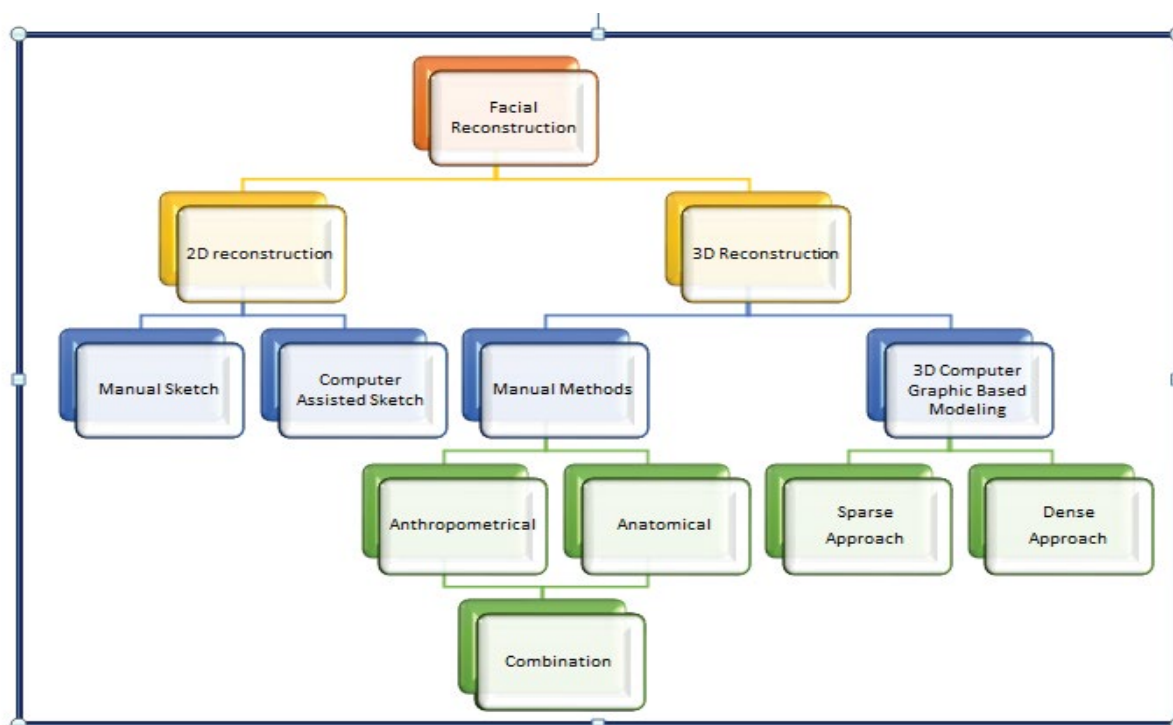 Facial
Reconstruction
2D reconstruction
3D Reconstruction
Manual Sketch
Computer
Assisted Sketch
Manual Methods
3D Computer
Graphic Based
Modeling
Anthropometrical
Anatomical
Sparse
Approach
Dense
Approach
Combination